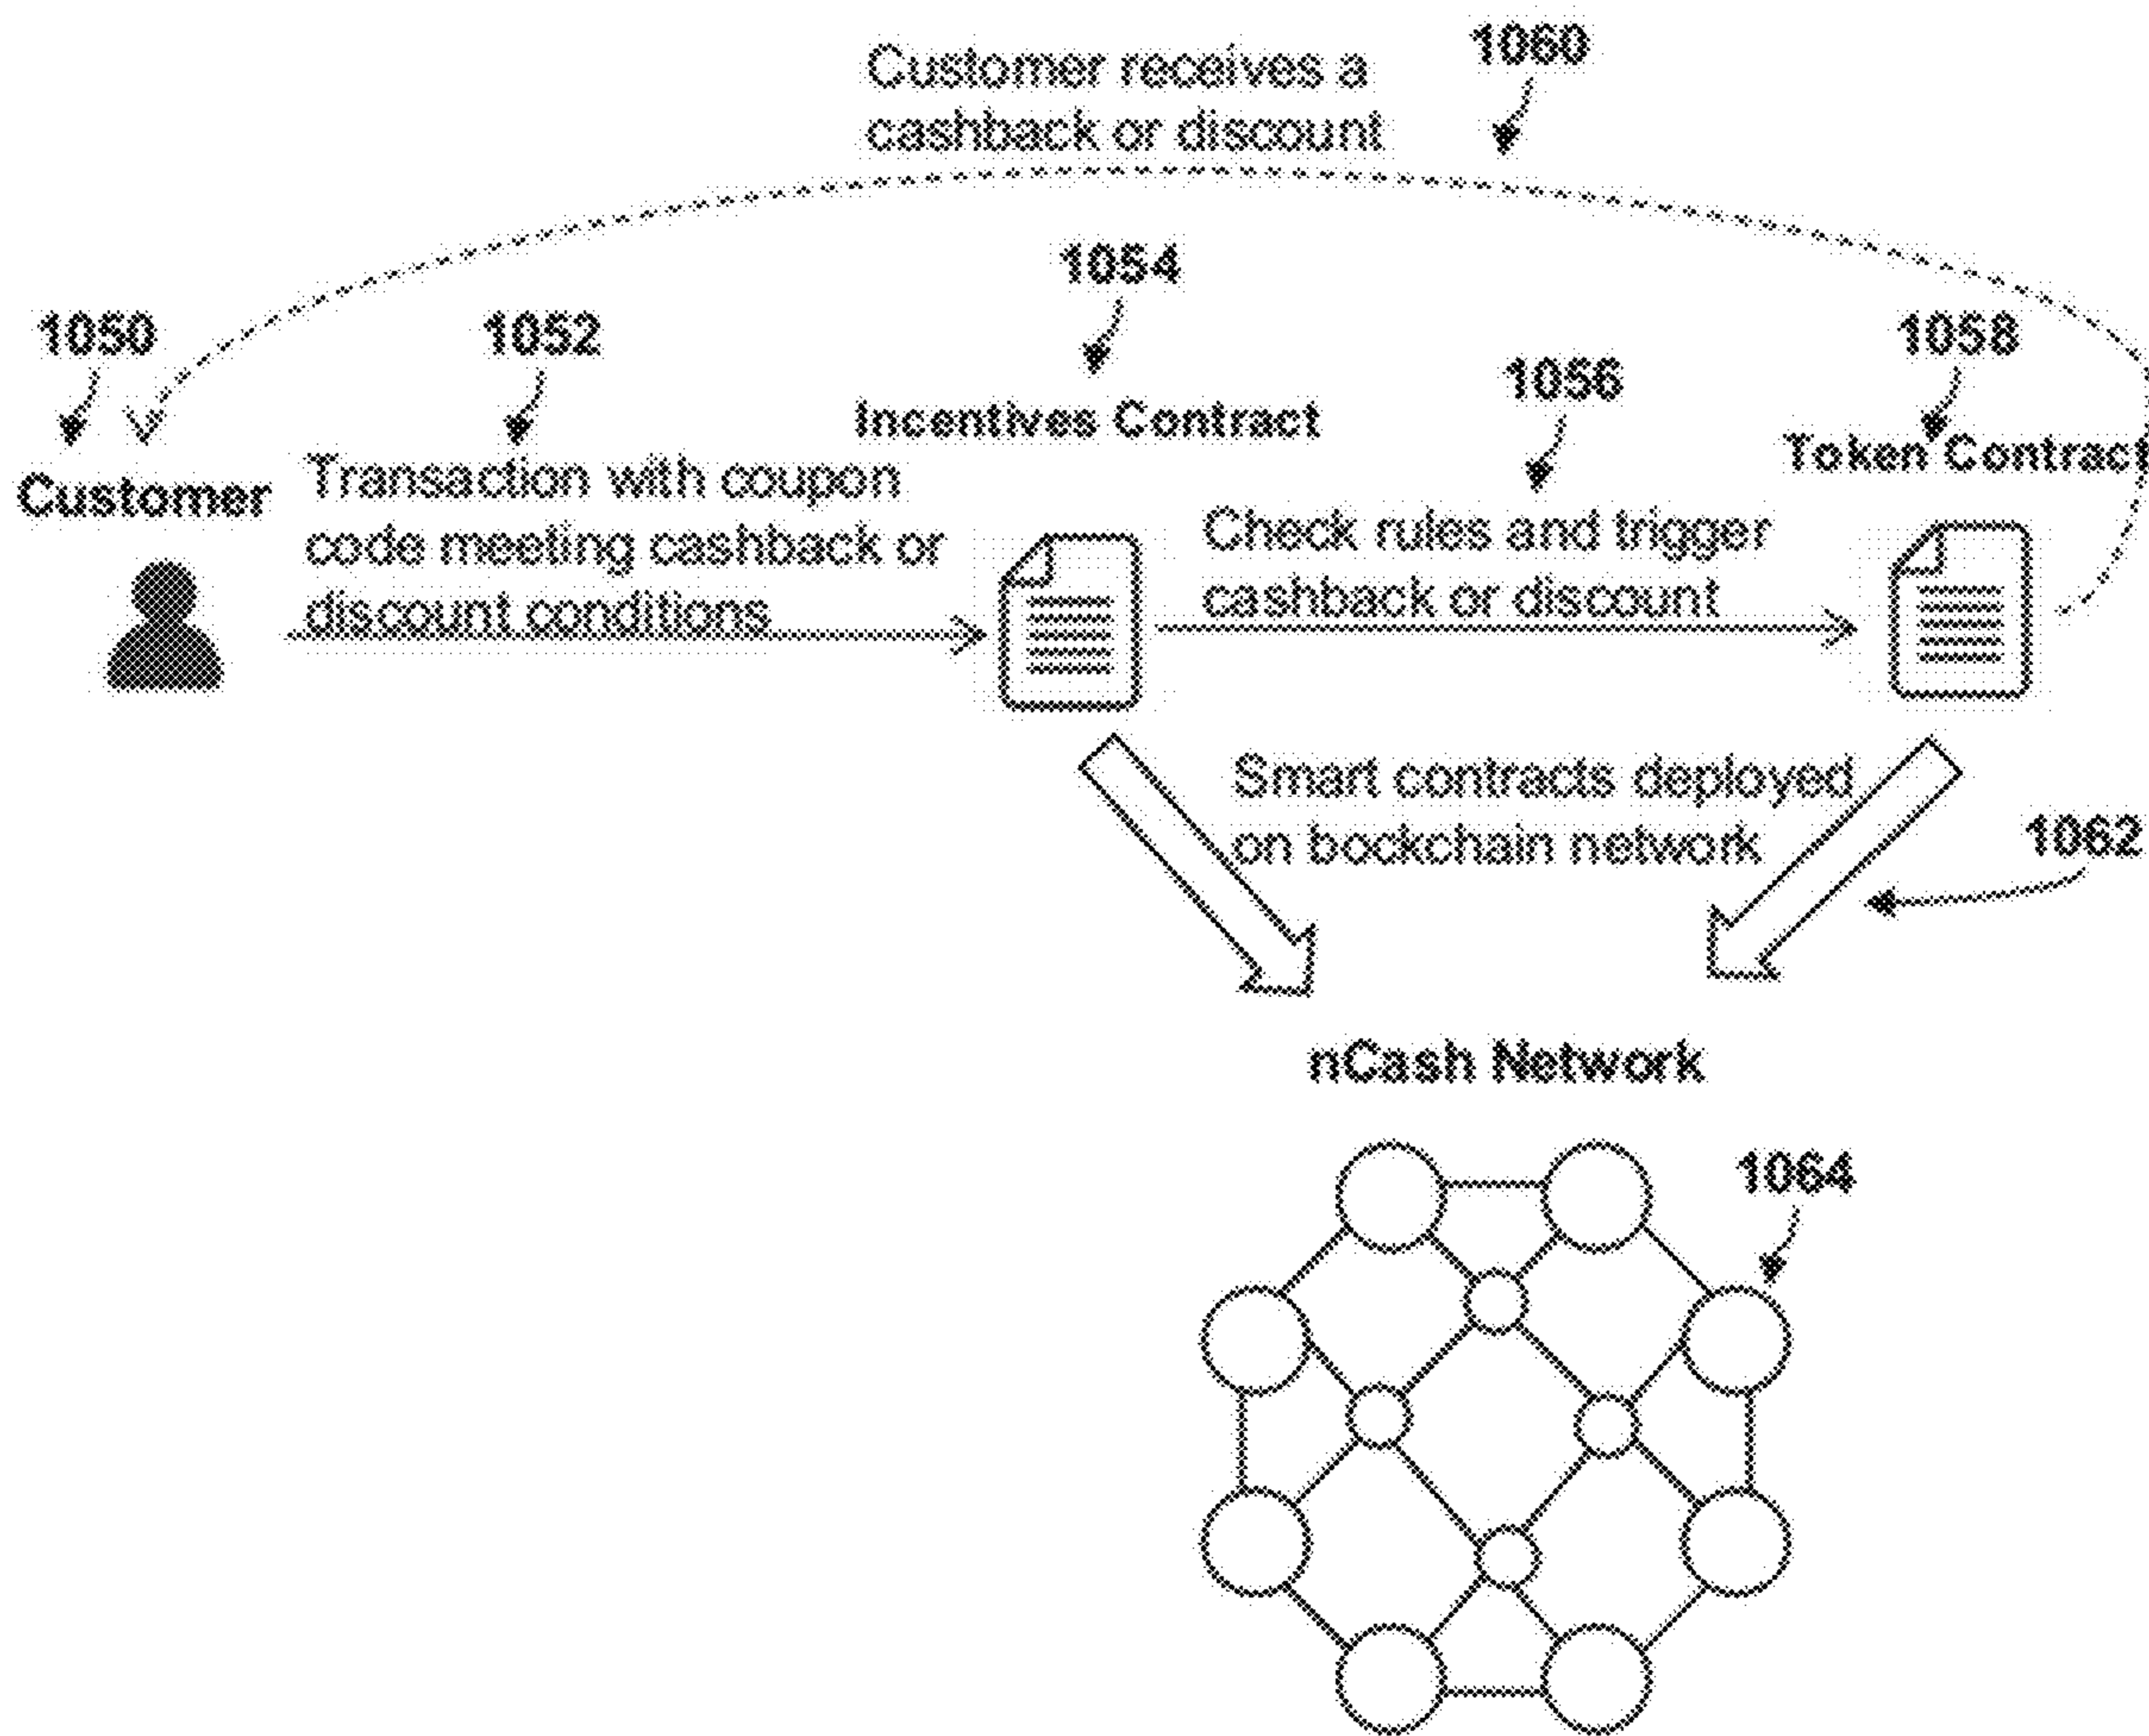 1060
Customer receives a
cashback or discount
1054
1050
1052
1058
1056
Incentives Contract
Token Contract
Customer
Transaction with coupon
code meeting cashback or
discount conditions
Check rules and trigger
cashback or discount
Smart contracts deployed
on bockchain network
1062
nCash Network
1064